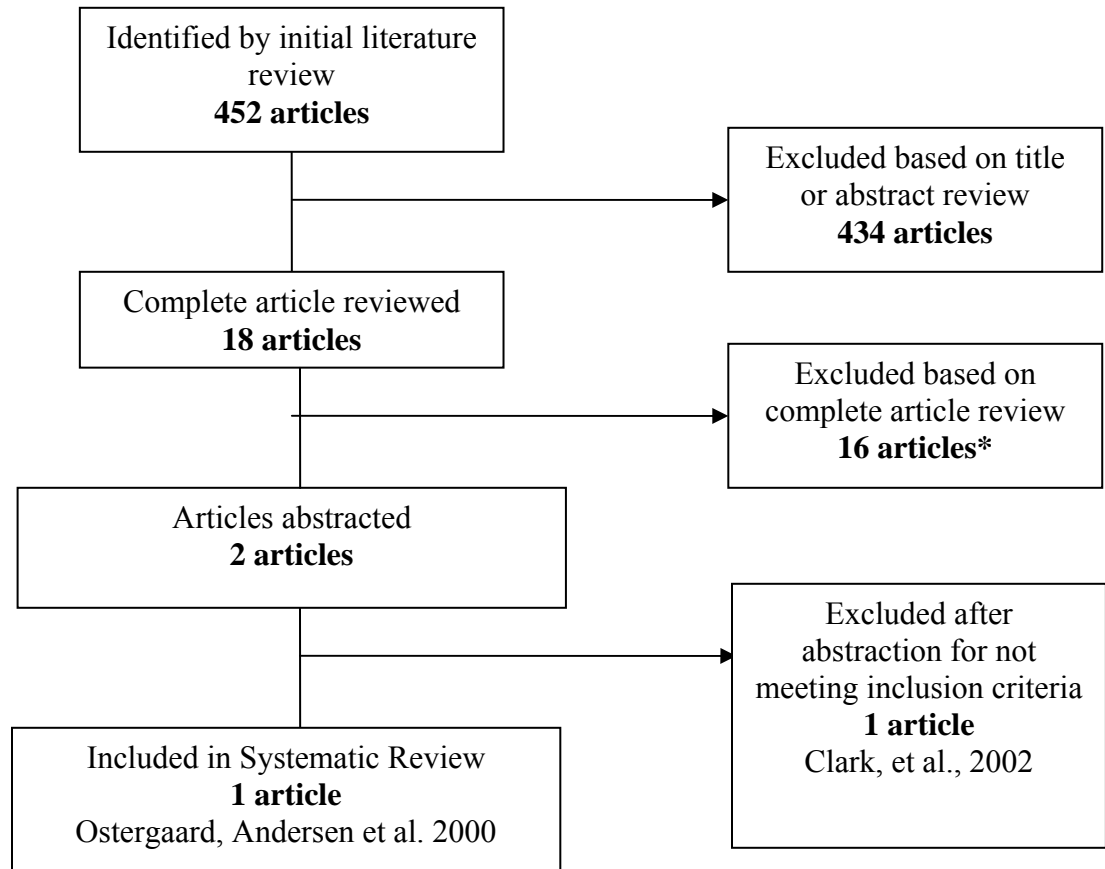 Identified by initial literature
review
452 articles
Excluded based on title
or abstract review
434 articles
Complete article reviewed
18 articles
Excluded based on
complete article review
16 articles*
Articles abstracted
2 articles
Excluded after
abstraction for not
meeting inclusion criteria
1 article
Clark, et al., 2002
Included in Systematic Review
1 article
Ostergaard, Andersen et al. 2000